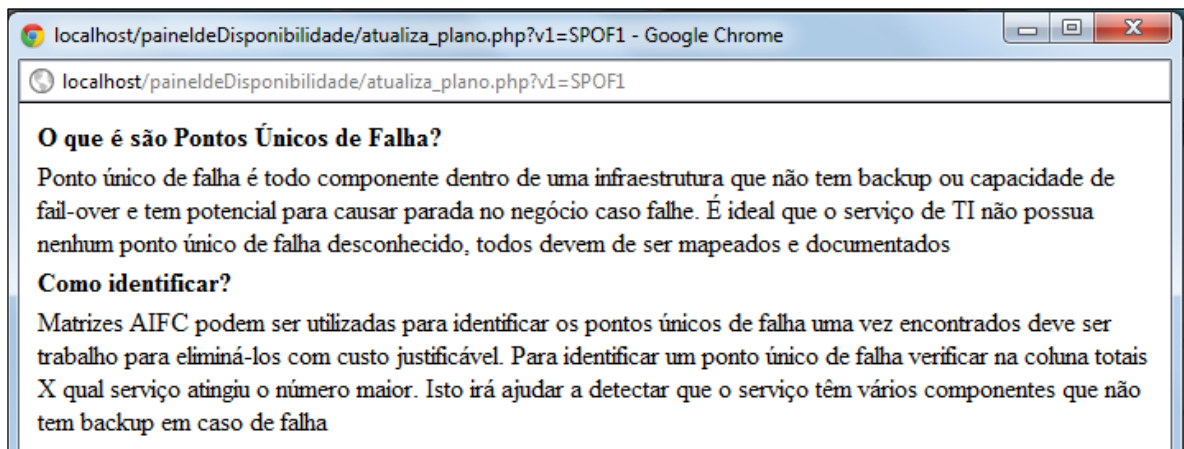 localhost/paineldeDisponibilidade/atualiza_plano.php?v1=SPOF1 - Google Chrome
localhost/paineldeDisponibilidade/atualiza_plano.php?v1=SPOF1
O que é são Pontos Únicos de Falha?
Ponto único de falha é todo componente dentro de uma infraestrutura que não tem backup ou capacidade de
fail-over e tem potencial para causar parada no negócio caso falhe. É ideal que o serviço de TI não possua
nenhum ponto único de falha desconhecido, todos devem de ser mapeados e documentados
Como identificar?
Matrizes AIFC podem ser utilizadas para identificar os pontos únicos de falha uma vez encontrados deve ser
trabalho para eliminá-los com custo justificável. Para identificar um ponto único de falha verificar na coluna totais
X qual serviço atingiu o número maior. Isto irá ajudar a detectar que o serviço têm vários componentes que não
tem backup em caso de falha